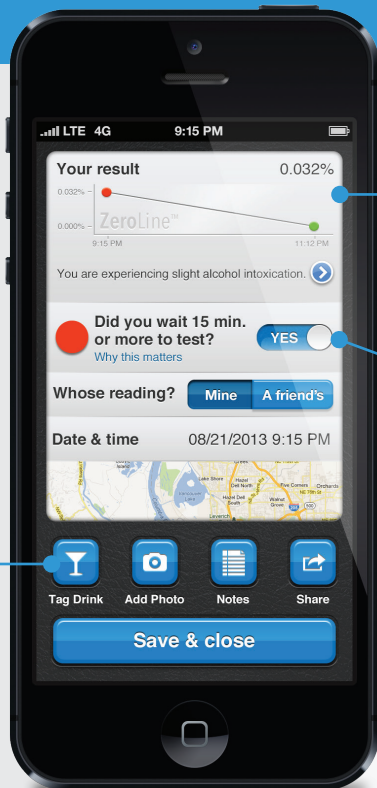 LTE 4G 9:15 PM
Your result 0.032%
0.032%
ZeroLine™
0.000%
9:15 PM 11:12 PM
You are experiencing slight alcohol intoxication.
Did you wait 15 min.
or more to test?
YES
Why this matters
Whose reading? Mine A friend's
Date & time 08/21/2013 9:15 PM
Island
Lake Shore
Hazel
Dell North
Five Corners
Orchards
Hazel Dell
South
Walnut
Grove
500
Tag Drink Add Photo Notes Share
Save & close